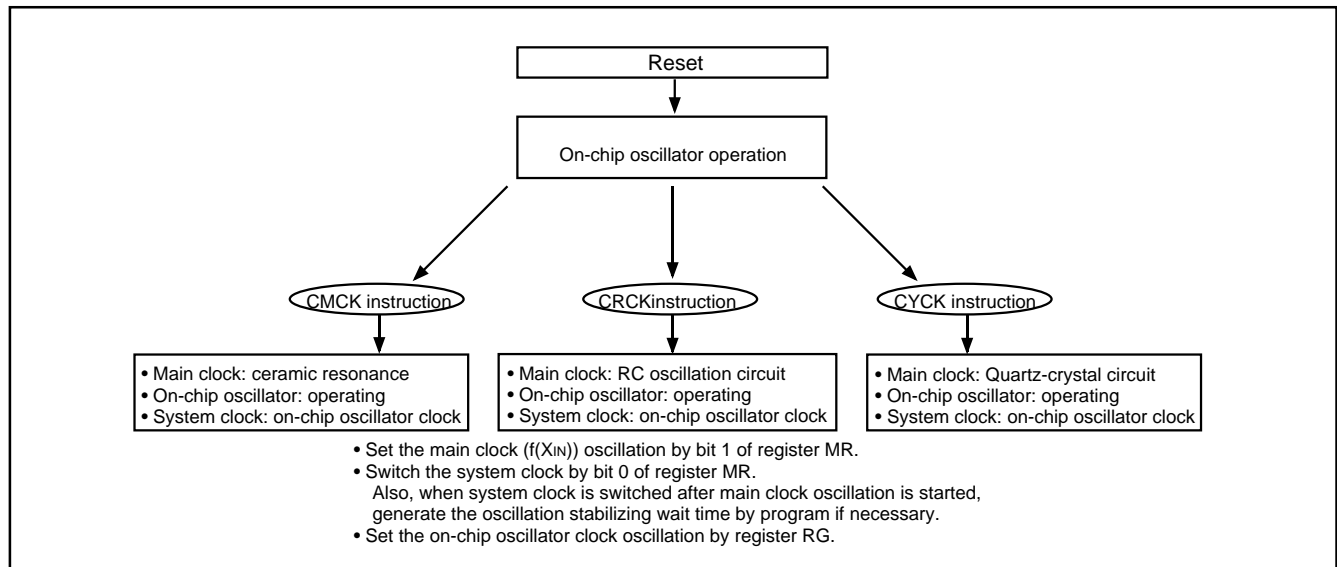 Reset
On-chip oscillator operation
CMCK instruction
CRCKinstruction
CYCK instruction
• Main clock: ceramic resonance
• On-chip oscillator: operating
• System clock: on-chip oscillator clock
• Main clock: RC oscillation circuit
• On-chip oscillator: operating
• System clock: on-chip oscillator clock
• Main clock: Quartz-crystal circuit
• On-chip oscillator: operating
• System clock: on-chip oscillator clock
• Set the main clock (f(XIN)) oscillation by bit 1 of register MR.
• Switch the system clock by bit 0 of register MR.
Also, when system clock is switched after main clock oscillation is started,
generate the oscillation stabilizing wait time by program if necessary.
• Set the on-chip oscillator clock oscillation by register RG.